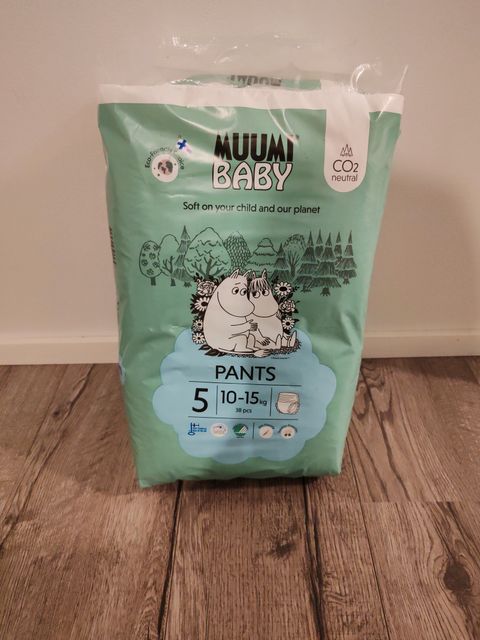 MUUMI
BABY
CO2
neutral
Soft on your child and our planet
PANTS
5
10-15kg
38 pcs